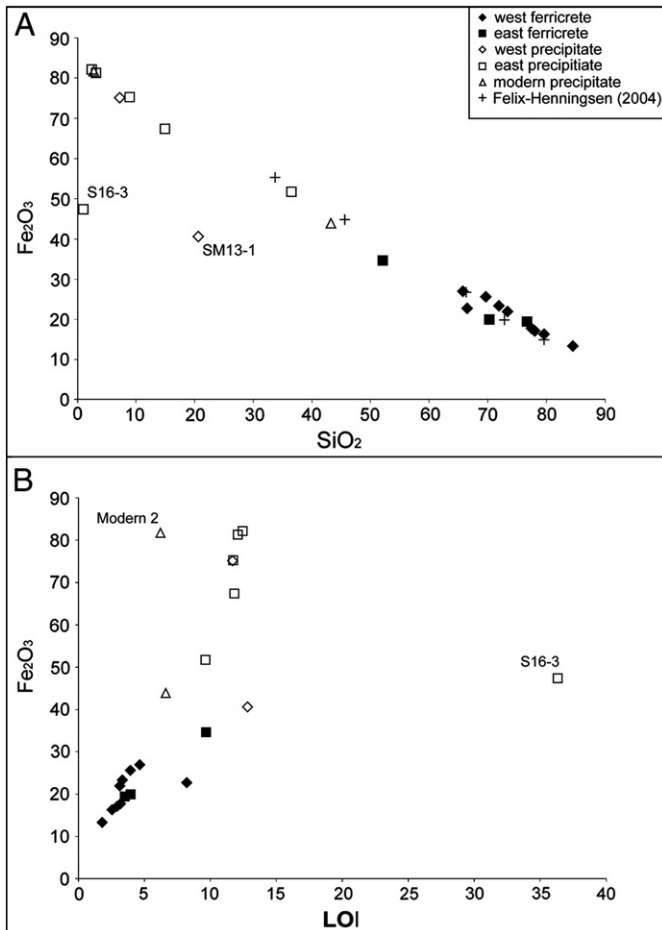 A
west ferricrete
east ferricrete
west precipitate
east precipitiate
modern precipitate
Felix-Henningsen (2004)
90
80
70
60
50
40
30
20
10
0
Fe₂O₃
S16-3
SM13-1
0 10 20 30 40 50 60 70 80 90
SiO₂
B
90
80
70
60
50
40
30
20
10
0
Fe₂O₃
Modern 2
S16-3
0 5 10 15 20 25 30 35 40
LOI